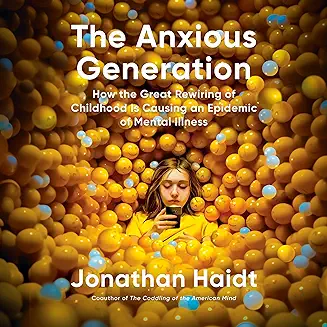 The Anxious
Generation
How the Great Rewiring of
Childhood Is Causing an Epidemic
of Mental Illness
Jonathan Haidt
Coauthor of The Coddling of the American Mind